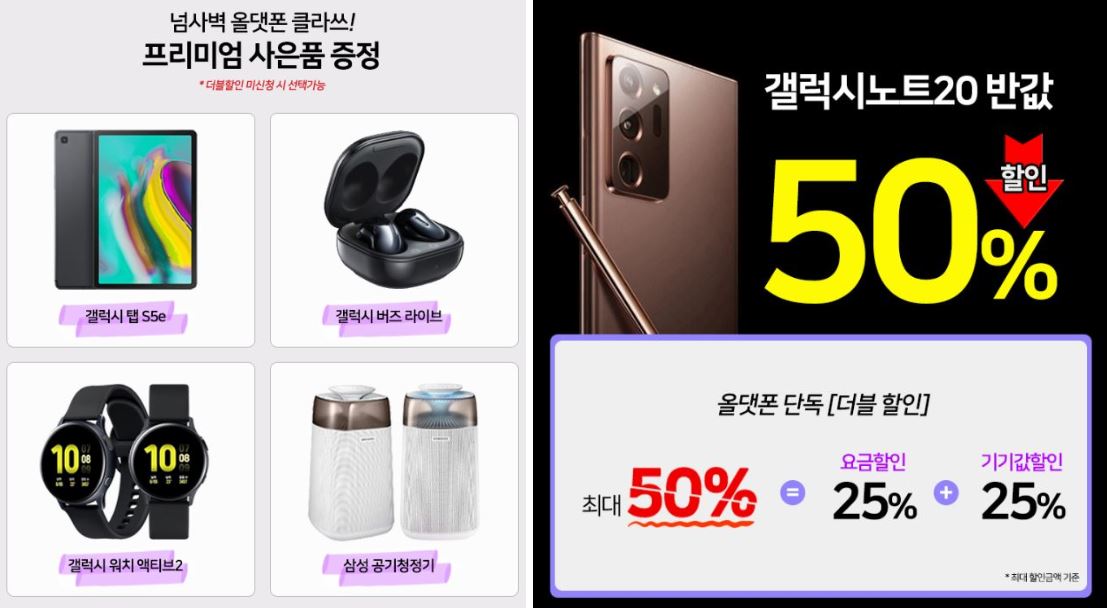 넘사벽 올댓폰 클라쓰!
프리미엄 사은품 증정
* 더블할인 미신청 시 선택가능
갤럭시 탭 S5e
갤럭시 버즈 라이브
갤럭시 워치 액티브2
삼성 공기청정기
갤럭시노트20 반값
50%
할인
올댓폰 단독 [더블 할인]
최대 50% = 요금할인 25% + 기기값할인 25%
* 최대 할인금액 기준